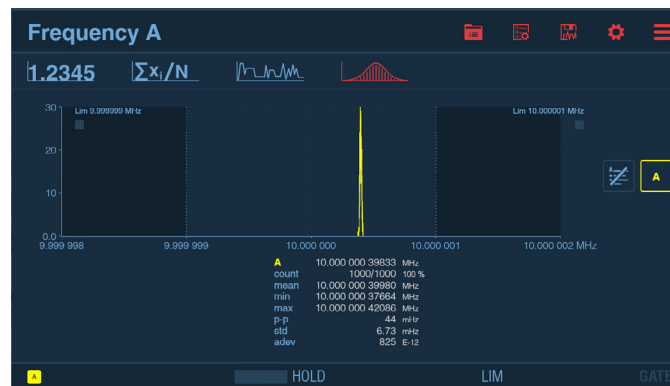 Frequency A
1.2345
∑xᵢ/N
30
Lim 9.999999 MHz
Lim 10.000001 MHz
20
A
10
0.0
9.999 998
9.999 999
10.000 000
10.000 001
10.000 002 MHz
A 10.000 000 39833 MHz
count 1000/1000 100 %
mean 10.000 000 39980 MHz
min 10.000 000 37664 MHz
max 10.000 000 42086 MHz
p-p 44 mHz
std 6.73 mHz
adev 825 E-12
A
HOLD
LIM
GATE